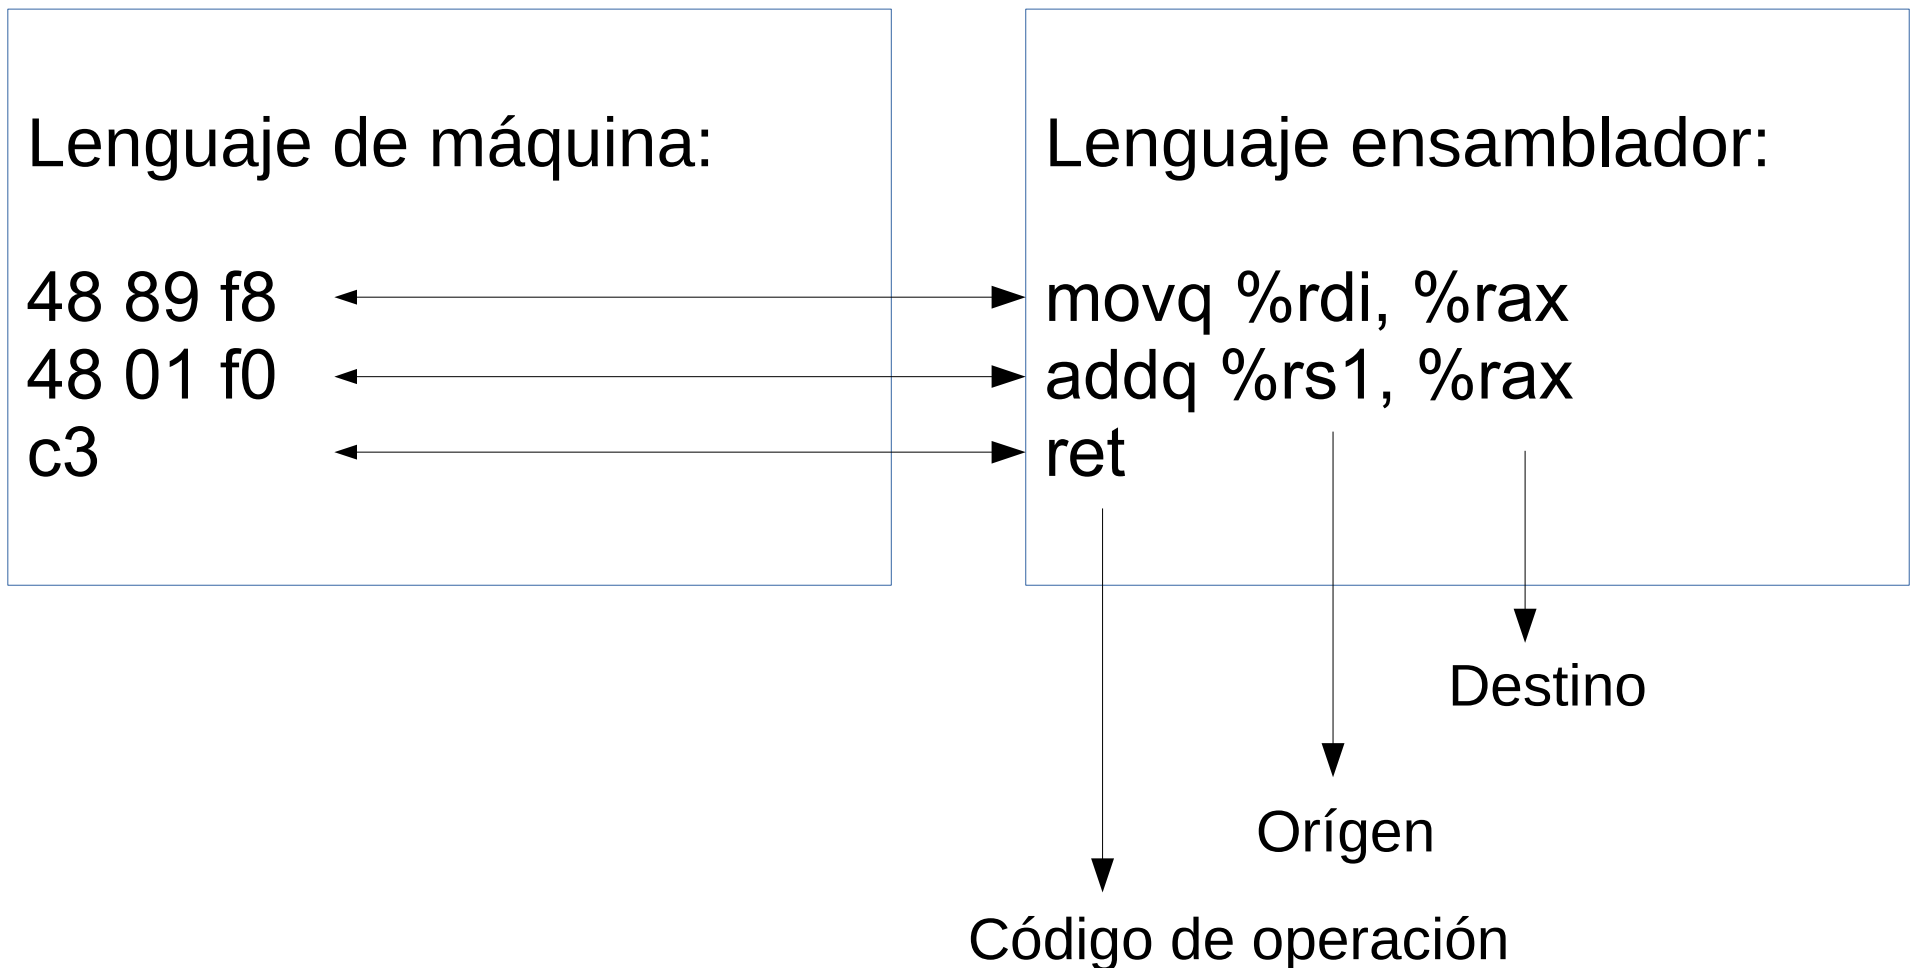 Lenguaje de máquina:
48 89 f8
48 01 f0
c3
Lenguaje ensamblador:
movq %rdi, %rax
addq %rs1, %rax
ret
Destino
Orígen
Código de operación